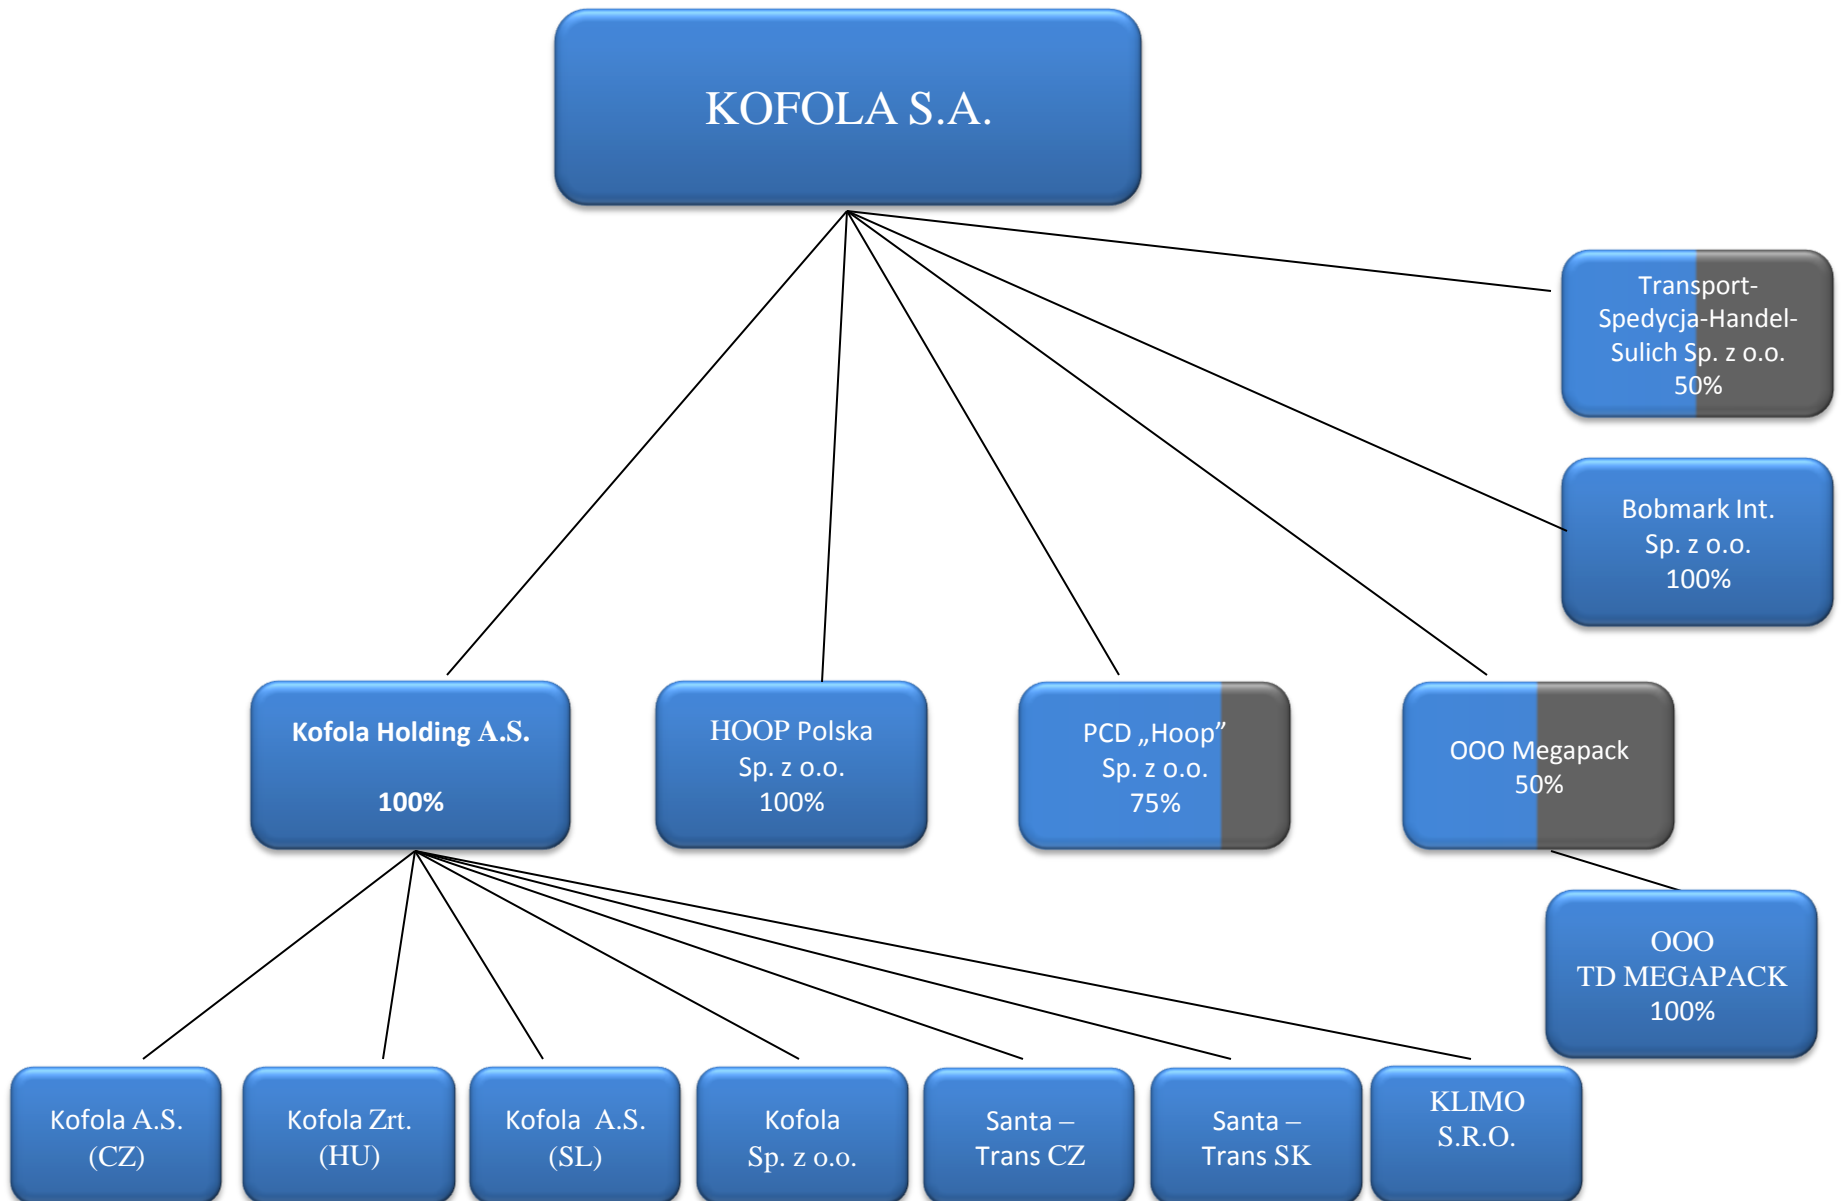 KOFOLA S.A.
Transport-
Spedycja-Handel-
Sulich Sp. z o.o.
50%
Bobmark Int.
Sp. z o.o.
100%
Kofola Holding A.S.
100%
HOOP Polska
Sp. z o.o.
100%
PCD „Hoop”
Sp. z o.o.
75%
OOO Megapack
50%
OOO
TD MEGAPACK
100%
Kofola A.S.
(CZ)
Kofola Zrt.
(HU)
Kofola A.S.
(SL)
Kofola
Sp. z o.o.
Santa –
Trans CZ
Santa –
Trans SK
KLIMO
S.R.O.